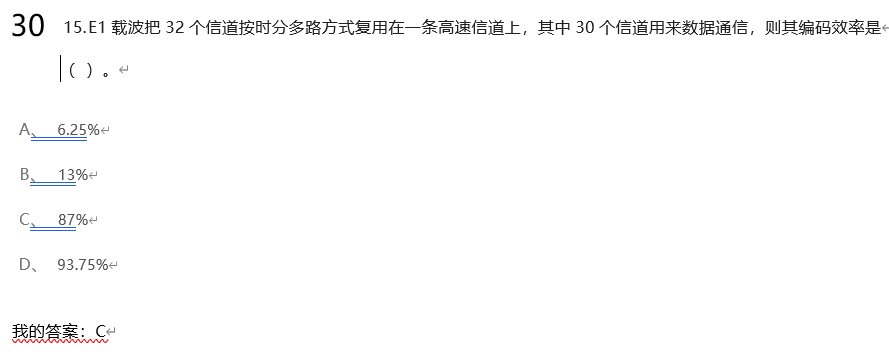 30 15.E1 载波把 32 个信道按时分多路方式复用在一条高速信道上，其中 30 个信道用来数据通信，则其编码效率是↵
（ ）。↵
A、 6.25%↵
B、 13%↵
C、 87%↵
D、 93.75%↵
我的答案：C↵